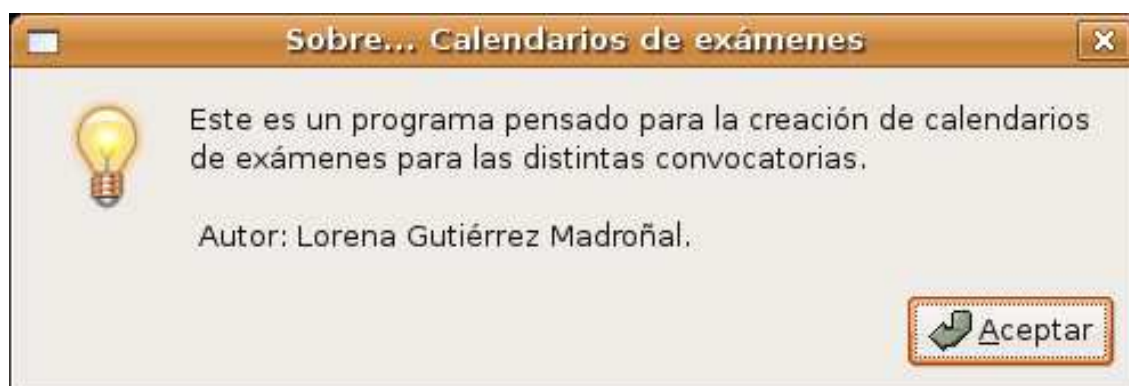 Sobre... Calendarios de exámenes
Este es un programa pensado para la creación de calendarios
de exámenes para las distintas convocatorias.
Autor: Lorena Gutiérrez Madroñal.
Aceptar